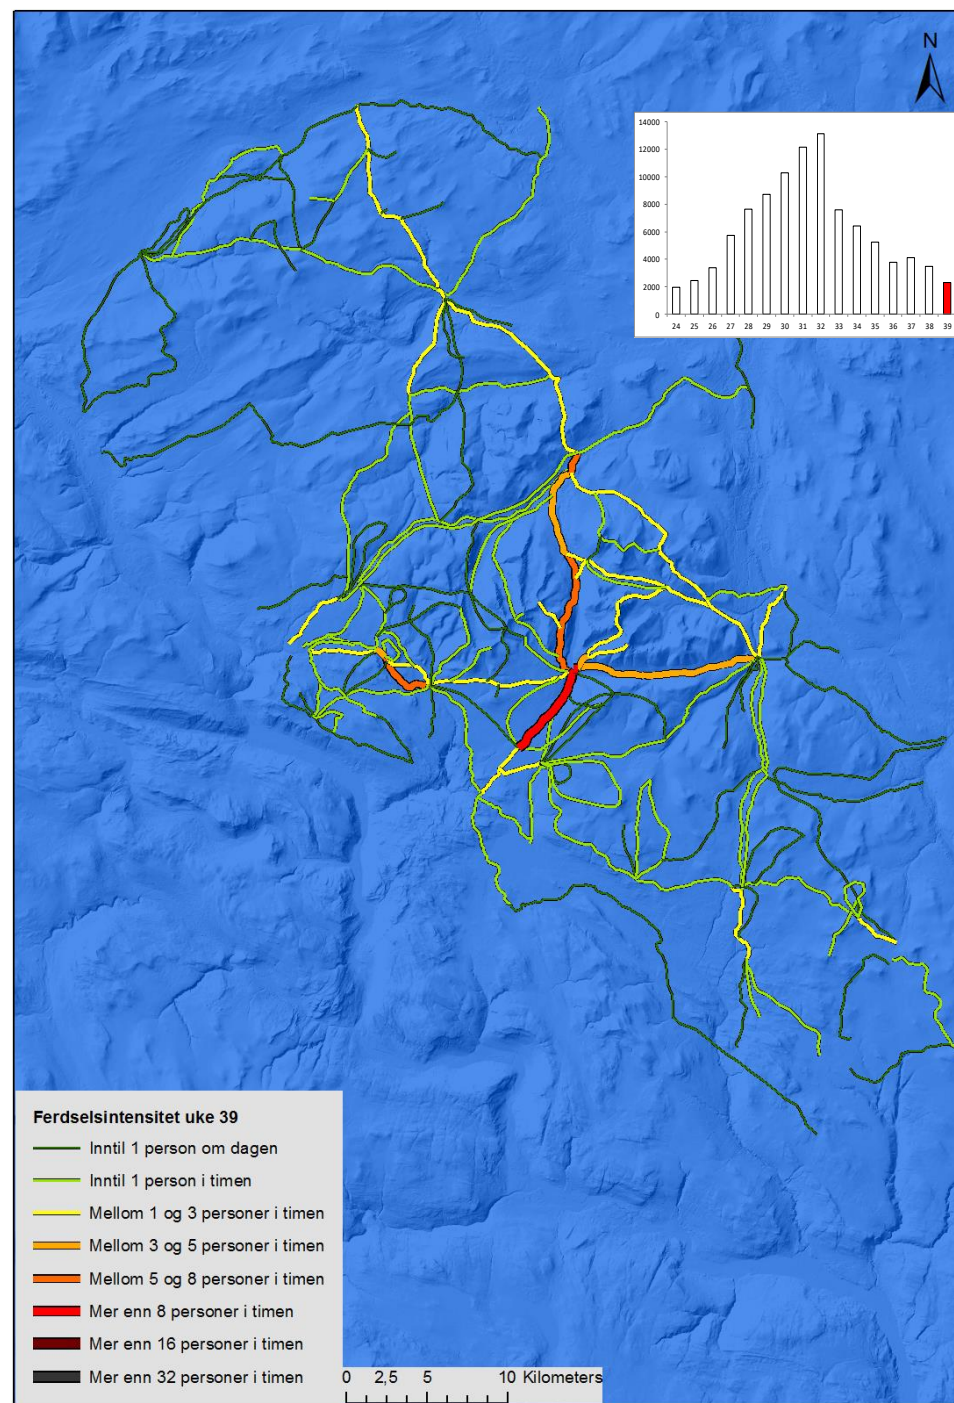 N
14000
12000
10000
8000
6000
4000
2000
0
24 25 26 27 28 29 30 31 32 33 34 35 36 37 38 39
Ferdselsintensitet uke 39
Inntil 1 person om dagen
Inntil 1 person i timen
Mellom 1 og 3 personer i timen
Mellom 3 og 5 personer i timen
Mellom 5 og 8 personer i timen
Mer enn 8 personer i timen
Mer enn 16 personer i timen
Mer enn 32 personer i timen
0 2,5 5 10 Kilometers